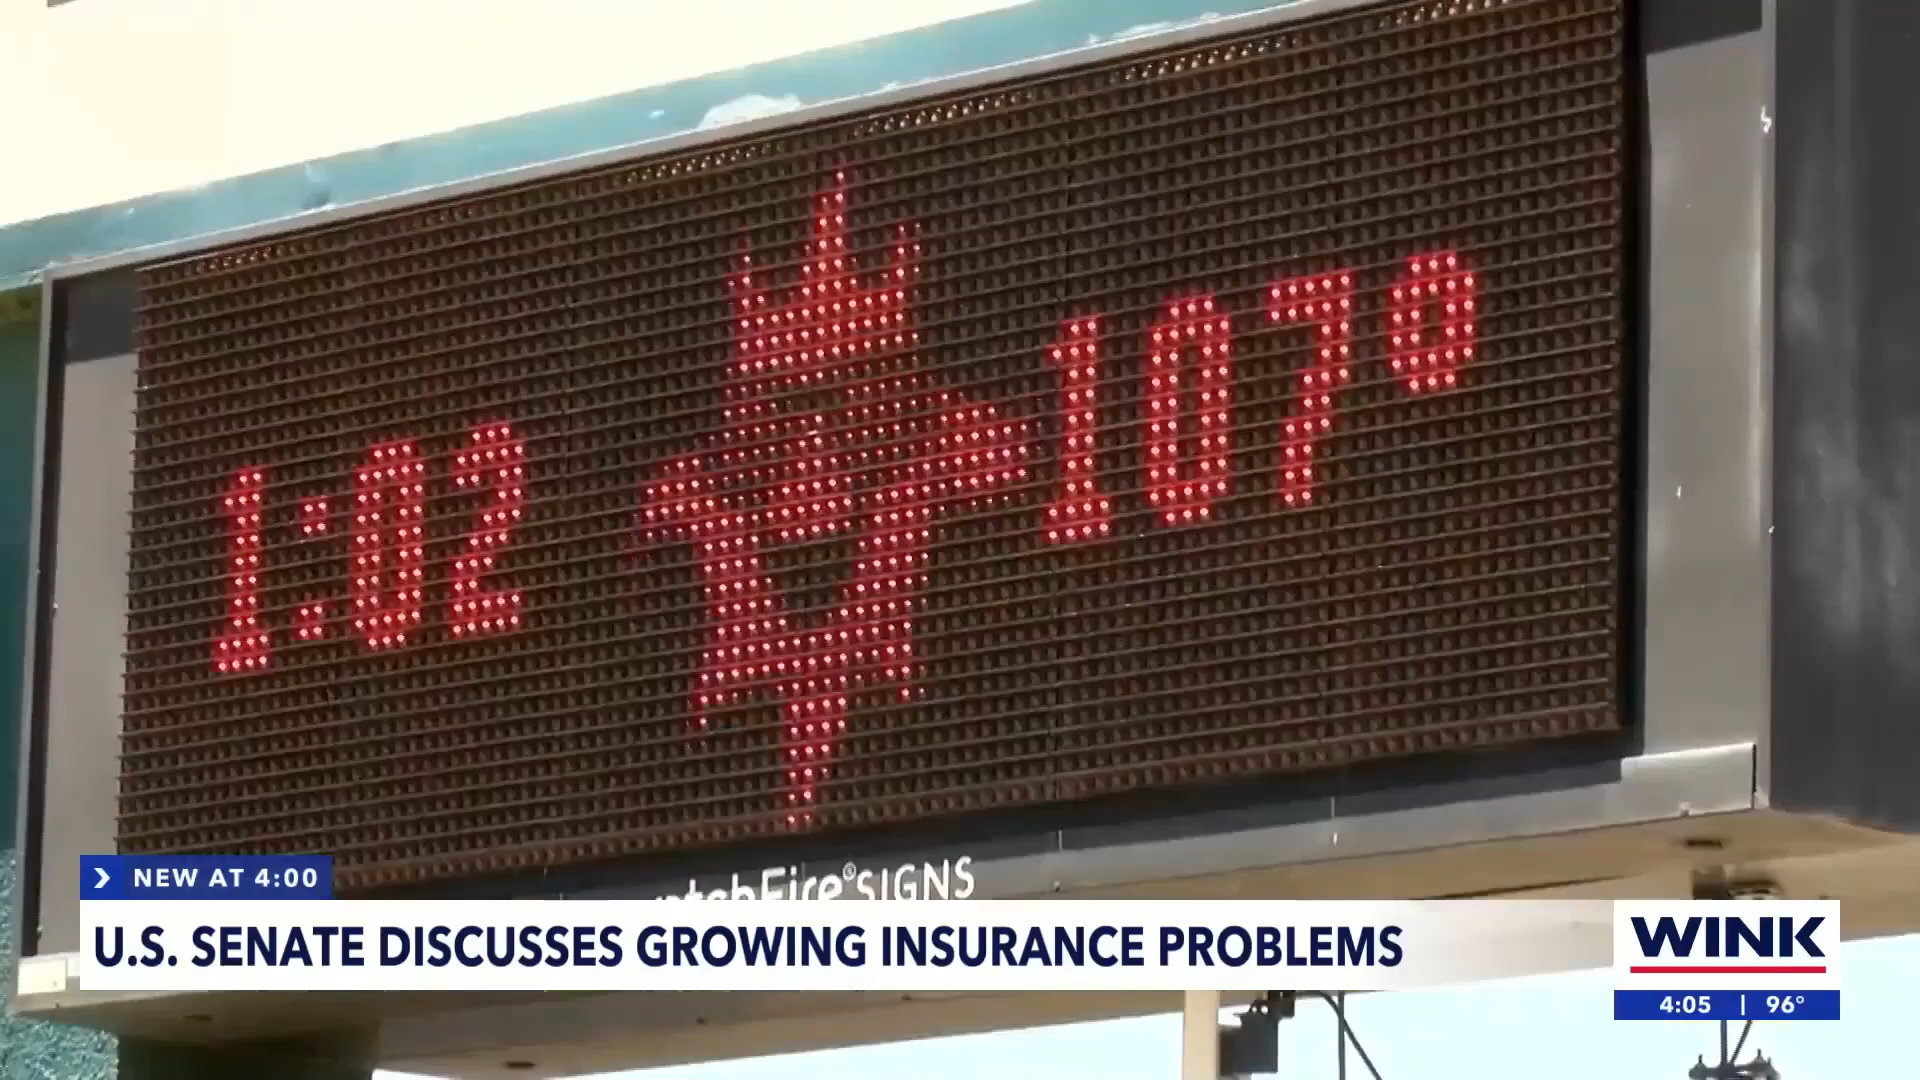 1:02 107°
®SIGNS
NEW AT 4:00
U.S. SENATE DISCUSSES GROWING INSURANCE PROBLEMS
WINK
4:05 | 96°